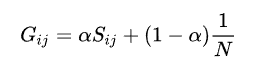 $G_{ij} = \alpha S_{ij} + (1 - \alpha)\frac{1}{N}$